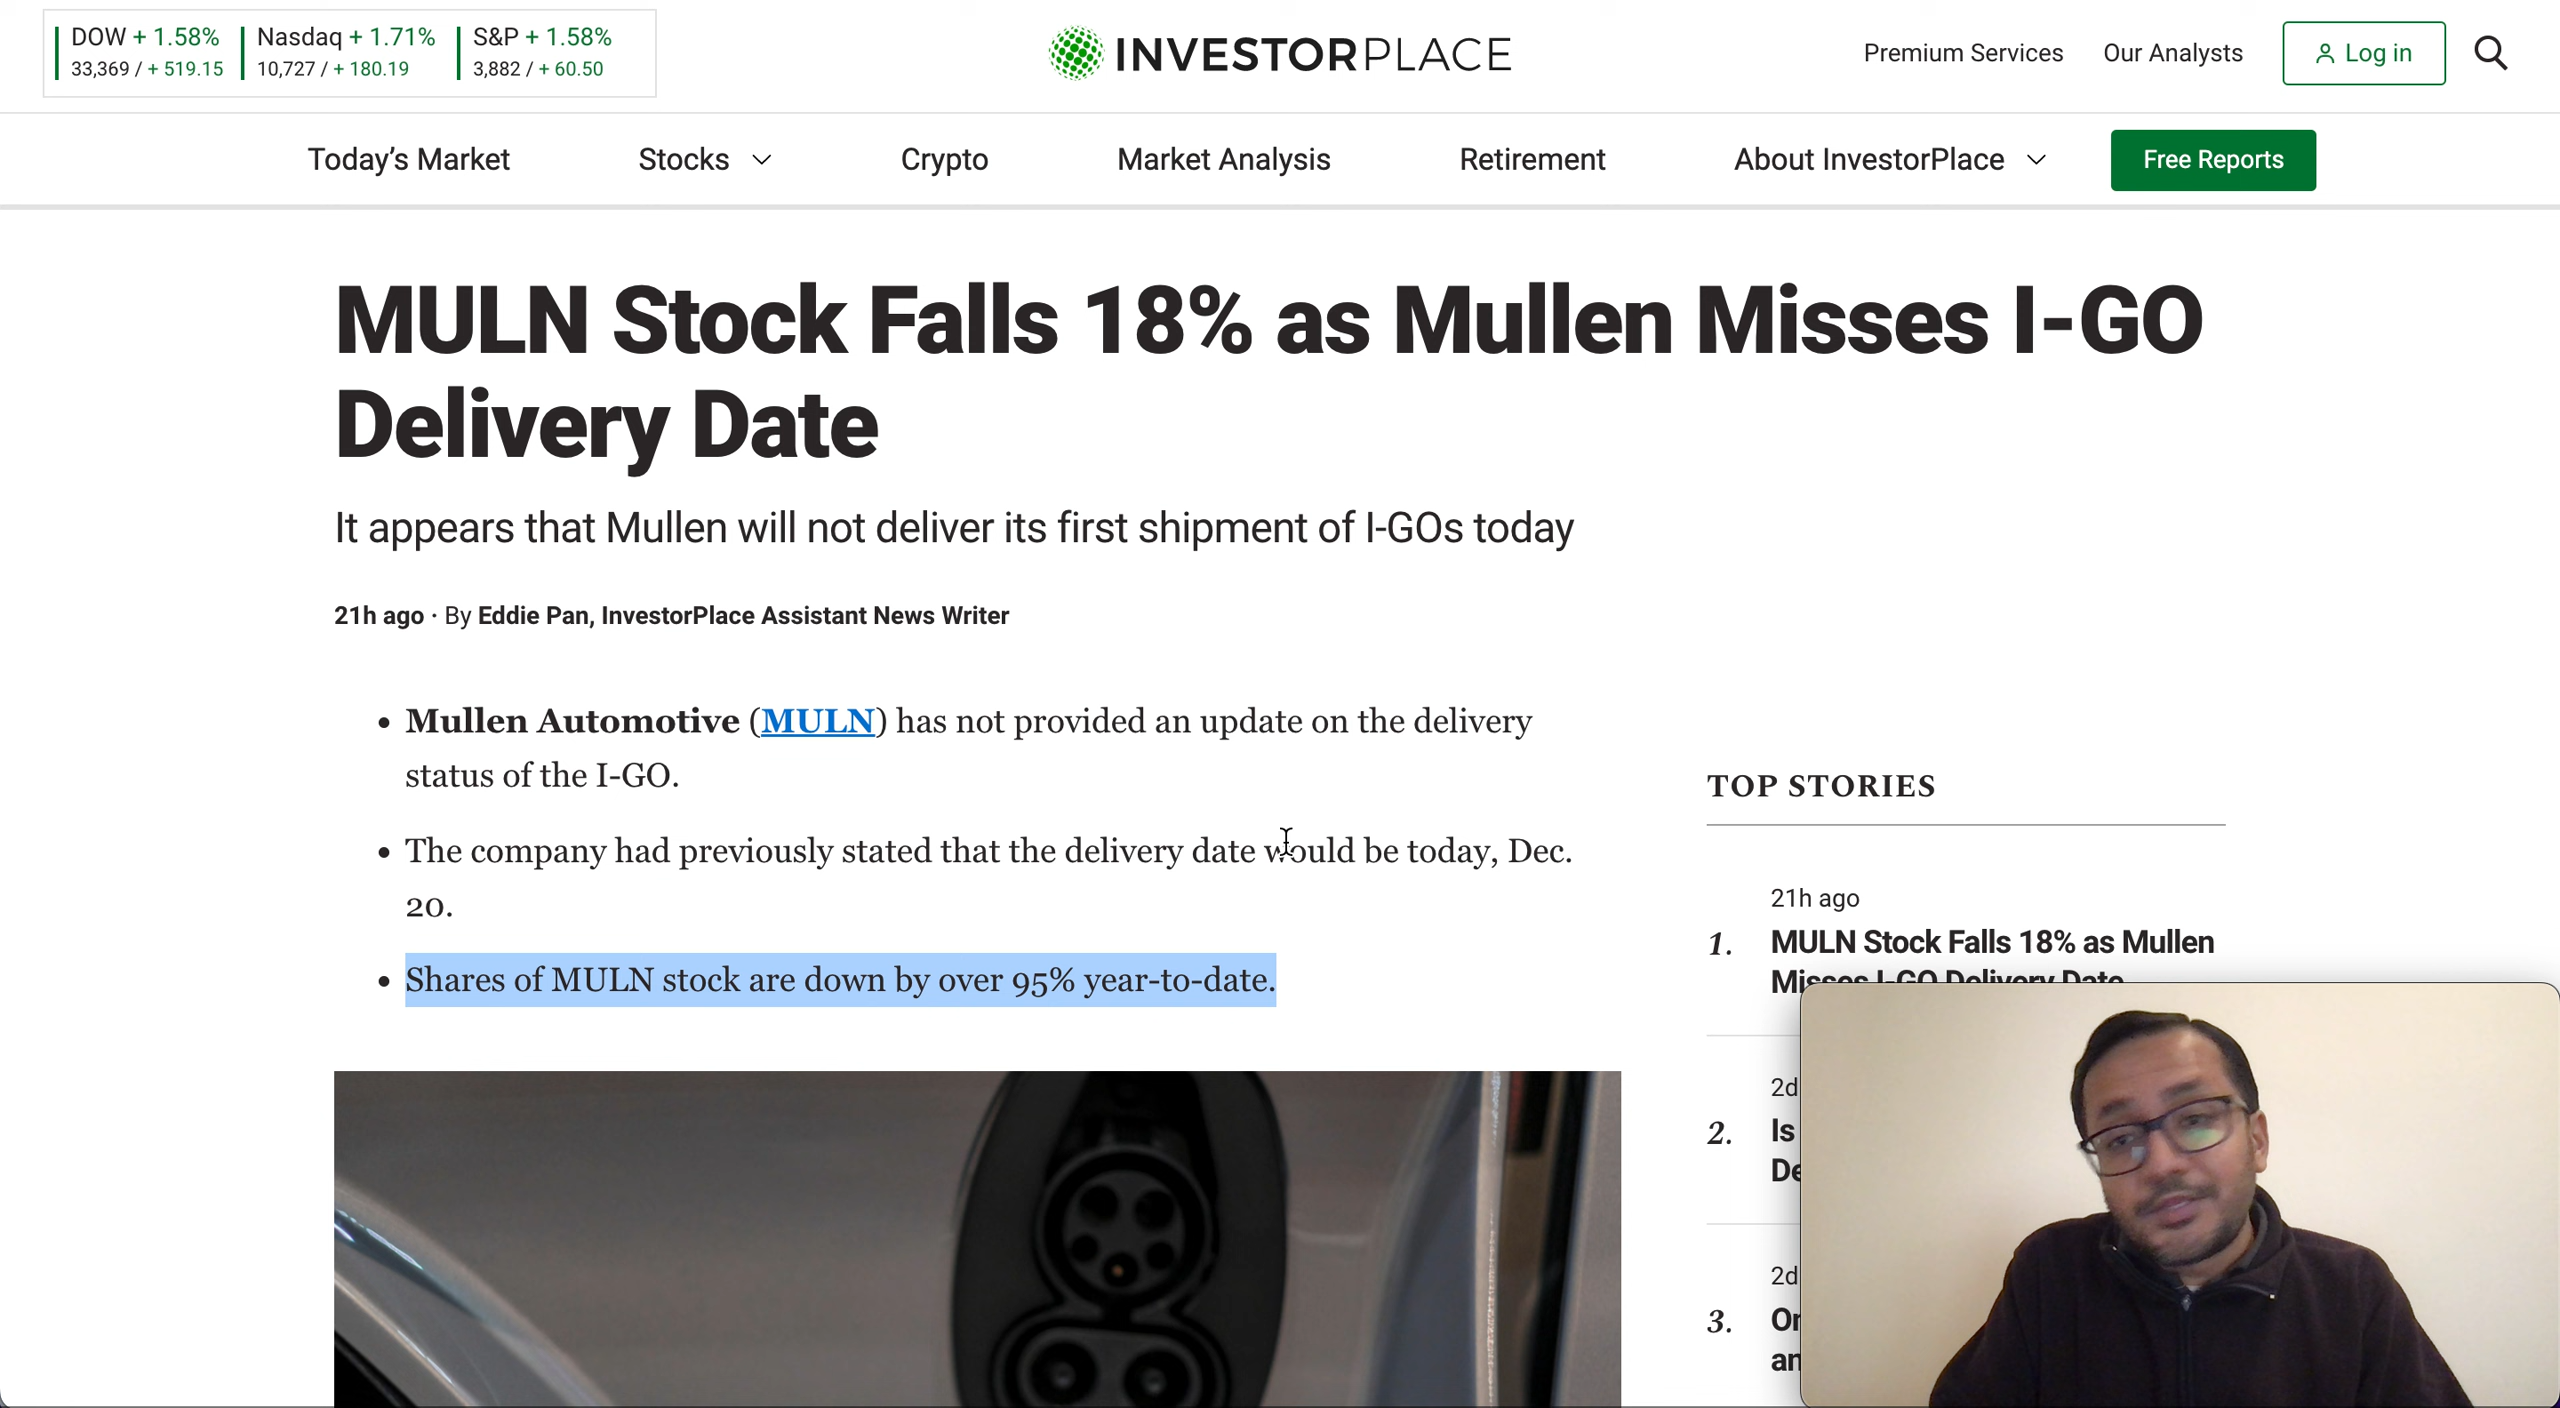 DOW + 1.58%
33,369 / + 519.15
Nasdaq + 1.71%
10,727 / + 180.19
S&P + 1.58%
3,882 / + 60.50
INVESTORPLACE
Premium Services
Our Analysts
Log in
Today's Market
Stocks
Crypto
Market Analysis
Retirement
About InvestorPlace
Free Reports
MULN Stock Falls 18% as Mullen Misses I-GO
Delivery Date
It appears that Mullen will not deliver its first shipment of I-GOs today
21h ago · By Eddie Pan, InvestorPlace Assistant News Writer
• Mullen Automotive (MULN) has not provided an update on the delivery
status of the I-GO.
• The company had previously stated that the delivery date would be today, Dec.
20.
• Shares of MULN stock are down by over 95% year-to-date.
TOP STORIES
21h ago
1. MULN Stock Falls 18% as Mullen
Misses I-GO Delivery Date
2d
2. Is
De
2d
3.
an